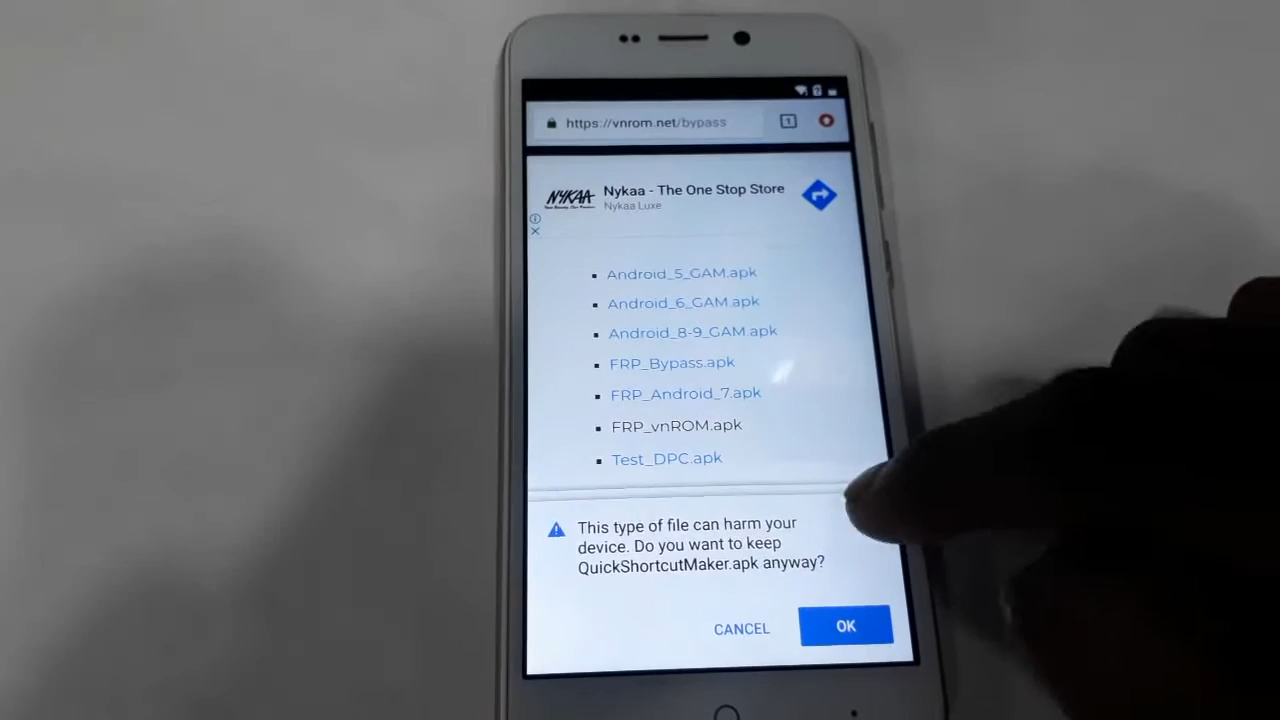 https://vnrom.net/bypass
1
NYKAA
Nykaa - The One Stop Store
Nykaa Luxe
Android_5_GAM.apk
Android_6_GAM.apk
Android_8-9_GAM.apk
FRP_Bypass.apk
FRP_Android_7.apk
FRP_vnROM.apk
Test_DPC.apk
This type of file can harm your
device. Do you want to keep
QuickShortcutMaker.apk anyway?
CANCEL
OK